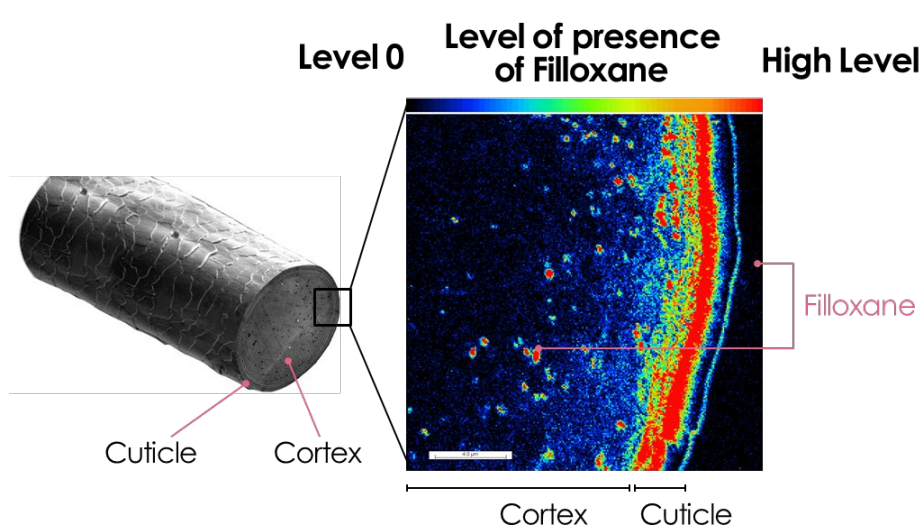 Level 0
Level of presence
of Filloxane
High Level
Filloxane
Cuticle
Cortex
Cortex
Cuticle